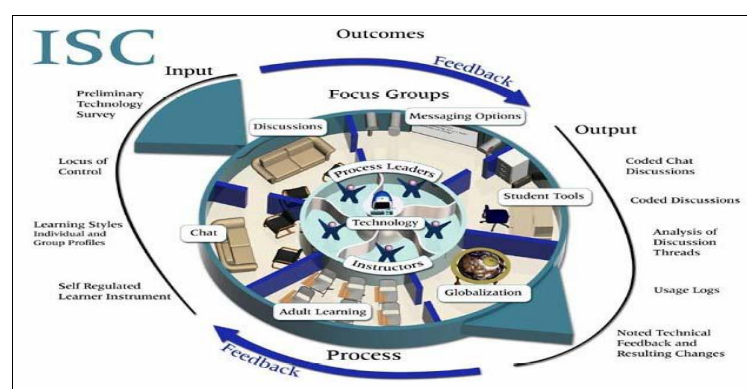 ISC
Outcomes
Feedback
Input
Focus Groups
Output
Preliminary
Technology
Survey
Locus of
Control
Learning Styles
Individual and
Group Profiles
Self Regulated
Learner Instrument
Discussions
Messaging Options
Process Leaders
Student Tools
Technology
Chat
Instructors
Globalization
Adult Learning
Coded Chat
Discussions
Coded Discussions
Analysis of
Discussion
Threads
Usage Logs
Noted Technical
Feedback and
Resulting Changes
Feedback
Process